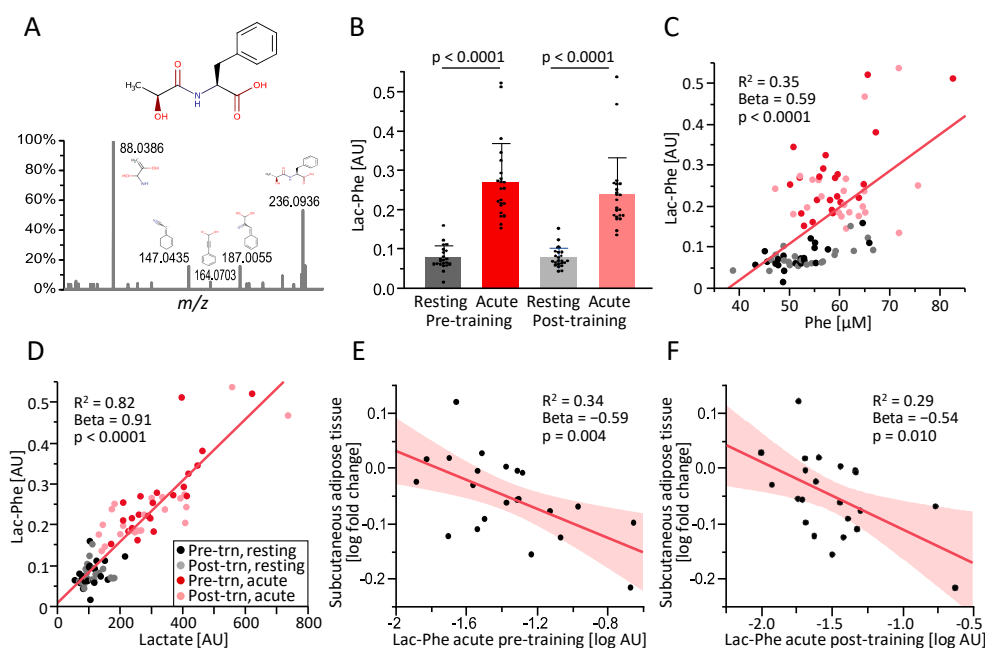 A
O
CH3
N
H
OH
OH
O
100%
80%
60%
40%
20%
0%
88.0386
147.0435
164.0703
187.0055
236.0936
m/z
B
p < 0.0001
p < 0.0001
Lac-Phe [AU]
0.5
0.4
0.3
0.2
0.1
0.0
Resting Acute Resting Acute
Pre-training Post-training
C
R² = 0.35
Beta = 0.59
p < 0.0001
Lac-Phe [AU]
0.5
0.4
0.3
0.2
0.1
0.0
40 50 60 70 80
Phe [µM]
D
R² = 0.82
Beta = 0.91
p < 0.0001
Lac-Phe [AU]
0.5
0.4
0.3
0.2
0.1
0
Pre-trn, resting
Post-trn, resting
Pre-trn, acute
Post-trn, acute
0 200 400 600 800
Lactate [AU]
E
R² = 0.34
Beta = −0.59
p = 0.004
Subcutaneous adipose tissue
[log fold change]
0.1
0.0
-0.1
-0.2
-2 -1.6 -1.2 -0.8
Lac-Phe acute pre-training [log AU]
F
R² = 0.29
Beta = −0.54
p = 0.010
Subcutaneous adipose tissue
[log fold change]
0.1
0.0
-0.1
-0.2
-2.0 -1.5 -1.0 -0.5
Lac-Phe acute post-training [log AU]